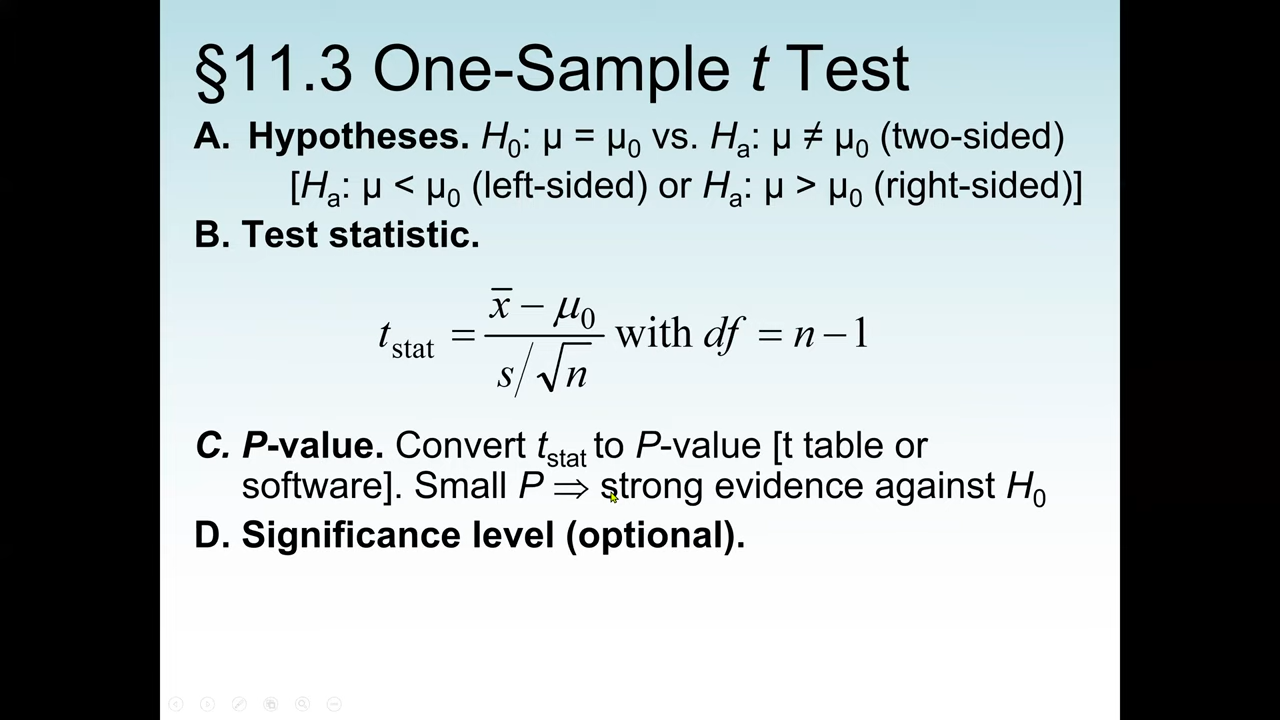 §11.3 One-Sample t Test
A. Hypotheses. H₀: µ = µ₀ vs. Hₐ: µ ≠ µ₀ (two-sided)
[Hₐ: µ < µ₀ (left-sided) or Hₐ: µ > µ₀ (right-sided)]
B. Test statistic.
t_stat = (x̄ − μ₀) / (s/√n) with df = n − 1
C. P-value. Convert t_stat to P-value [t table or
software]. Small P ⇒ strong evidence against H₀
D. Significance level (optional).